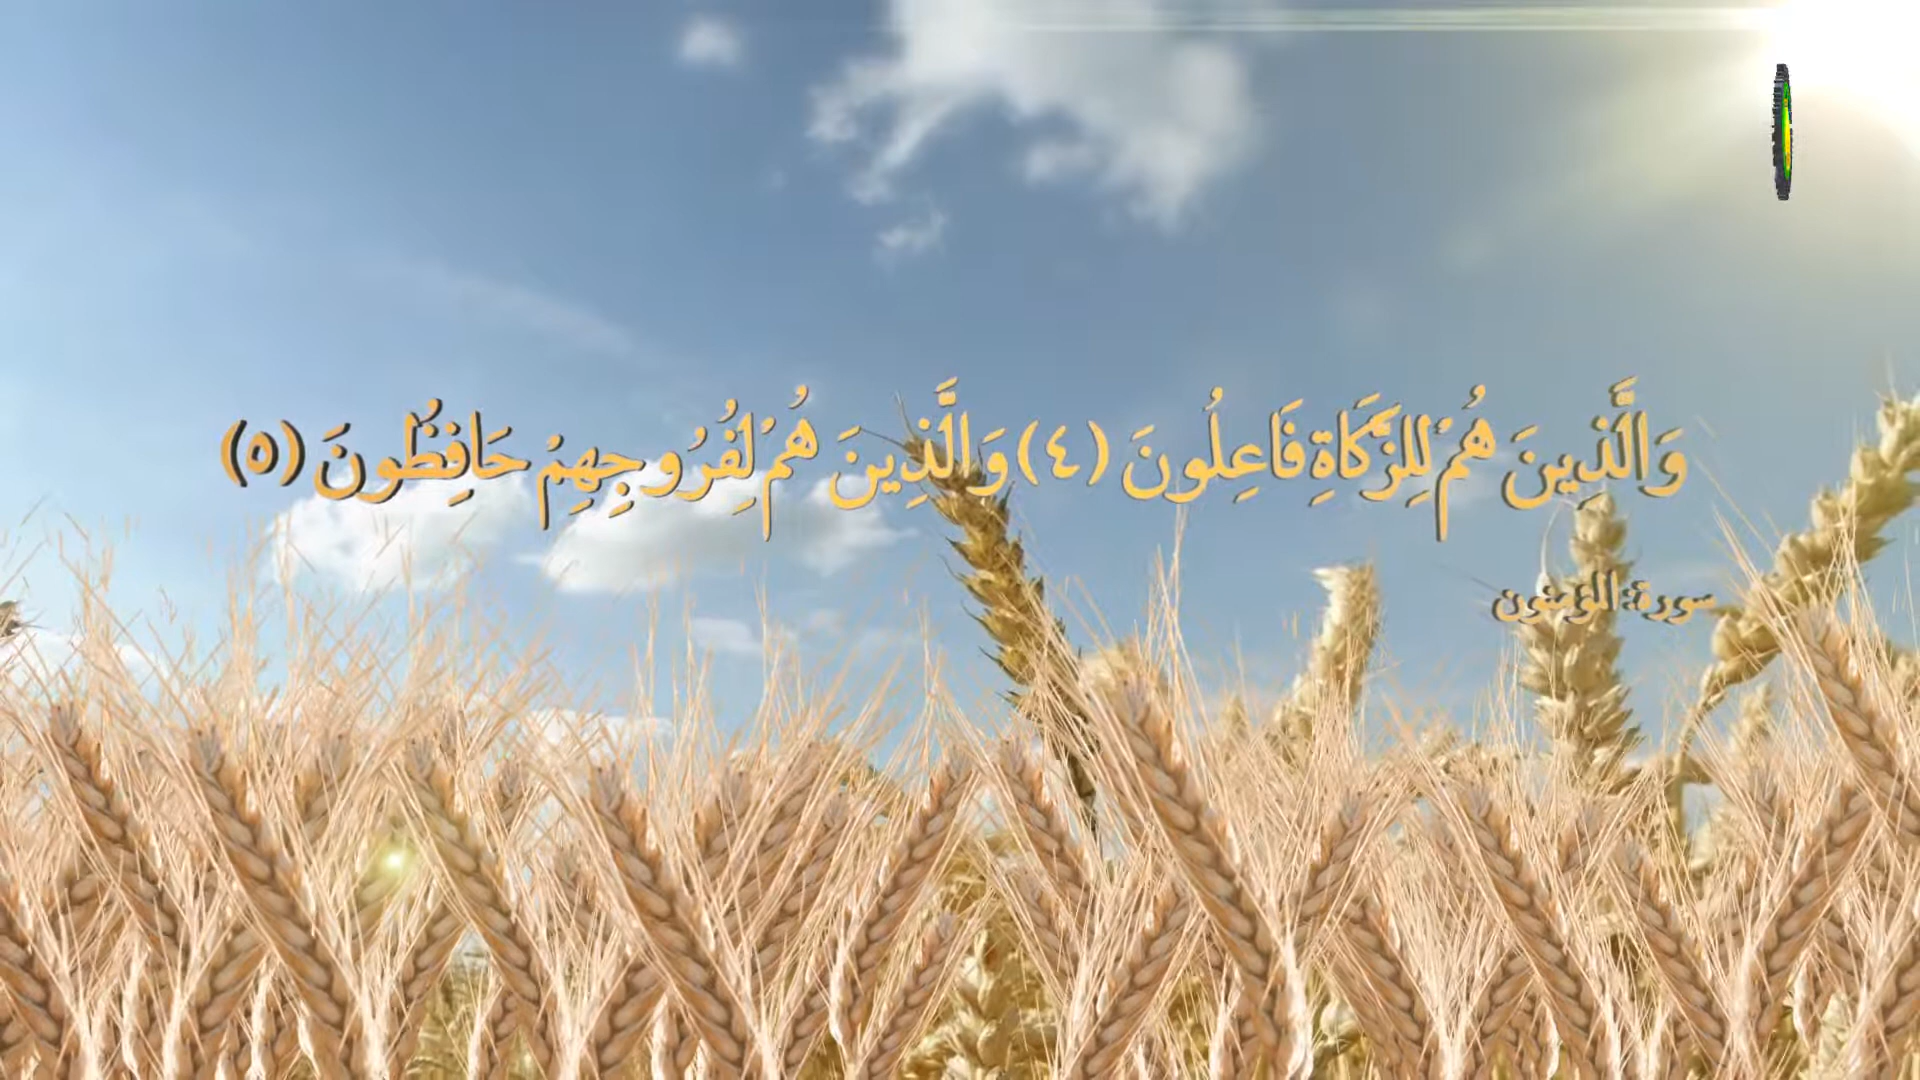 وَالَّذِينَ هُمْ لِلزَّكَاةِ فَاعِلُونَ (٤) وَالَّذِينَ هُمْ لِفُرُوجِهِمْ حَافِظُونَ (٥)
سورة: المؤمنون